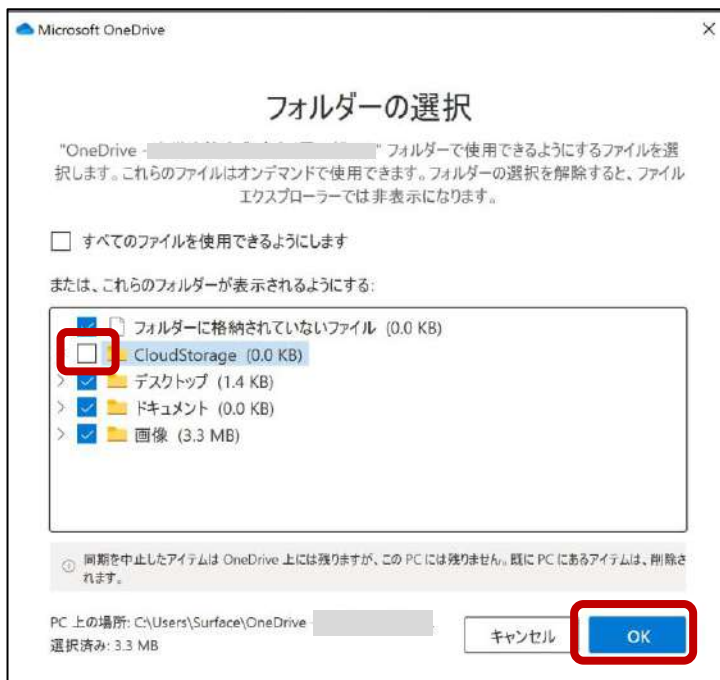 Microsoft OneDrive
フォルダーの選択
"OneDrive - " フォルダーで使用できるようにするファイルを選
択します。これらのファイルはオンデマンドで使用できます。フォルダーの選択を解除すると、ファイル
エクスプローラーでは非表示になります。
すべてのファイルを使用できるようにします
または、これらのフォルダーが表示されるようにする:
フォルダーに格納されていないファイル (0.0 KB)
CloudStorage (0.0 KB)
デスクトップ (1.4 KB)
ドキュメント (0.0 KB)
画像 (3.3 MB)
同期を中止したアイテムは OneDrive 上には残りますが、この PC には残りません。既に PC にあるアイテムは、削除さ
れます。
PC 上の場所: C:\Users\Surface\OneDrive -
選択済み: 3.3 MB
キャンセル
OK